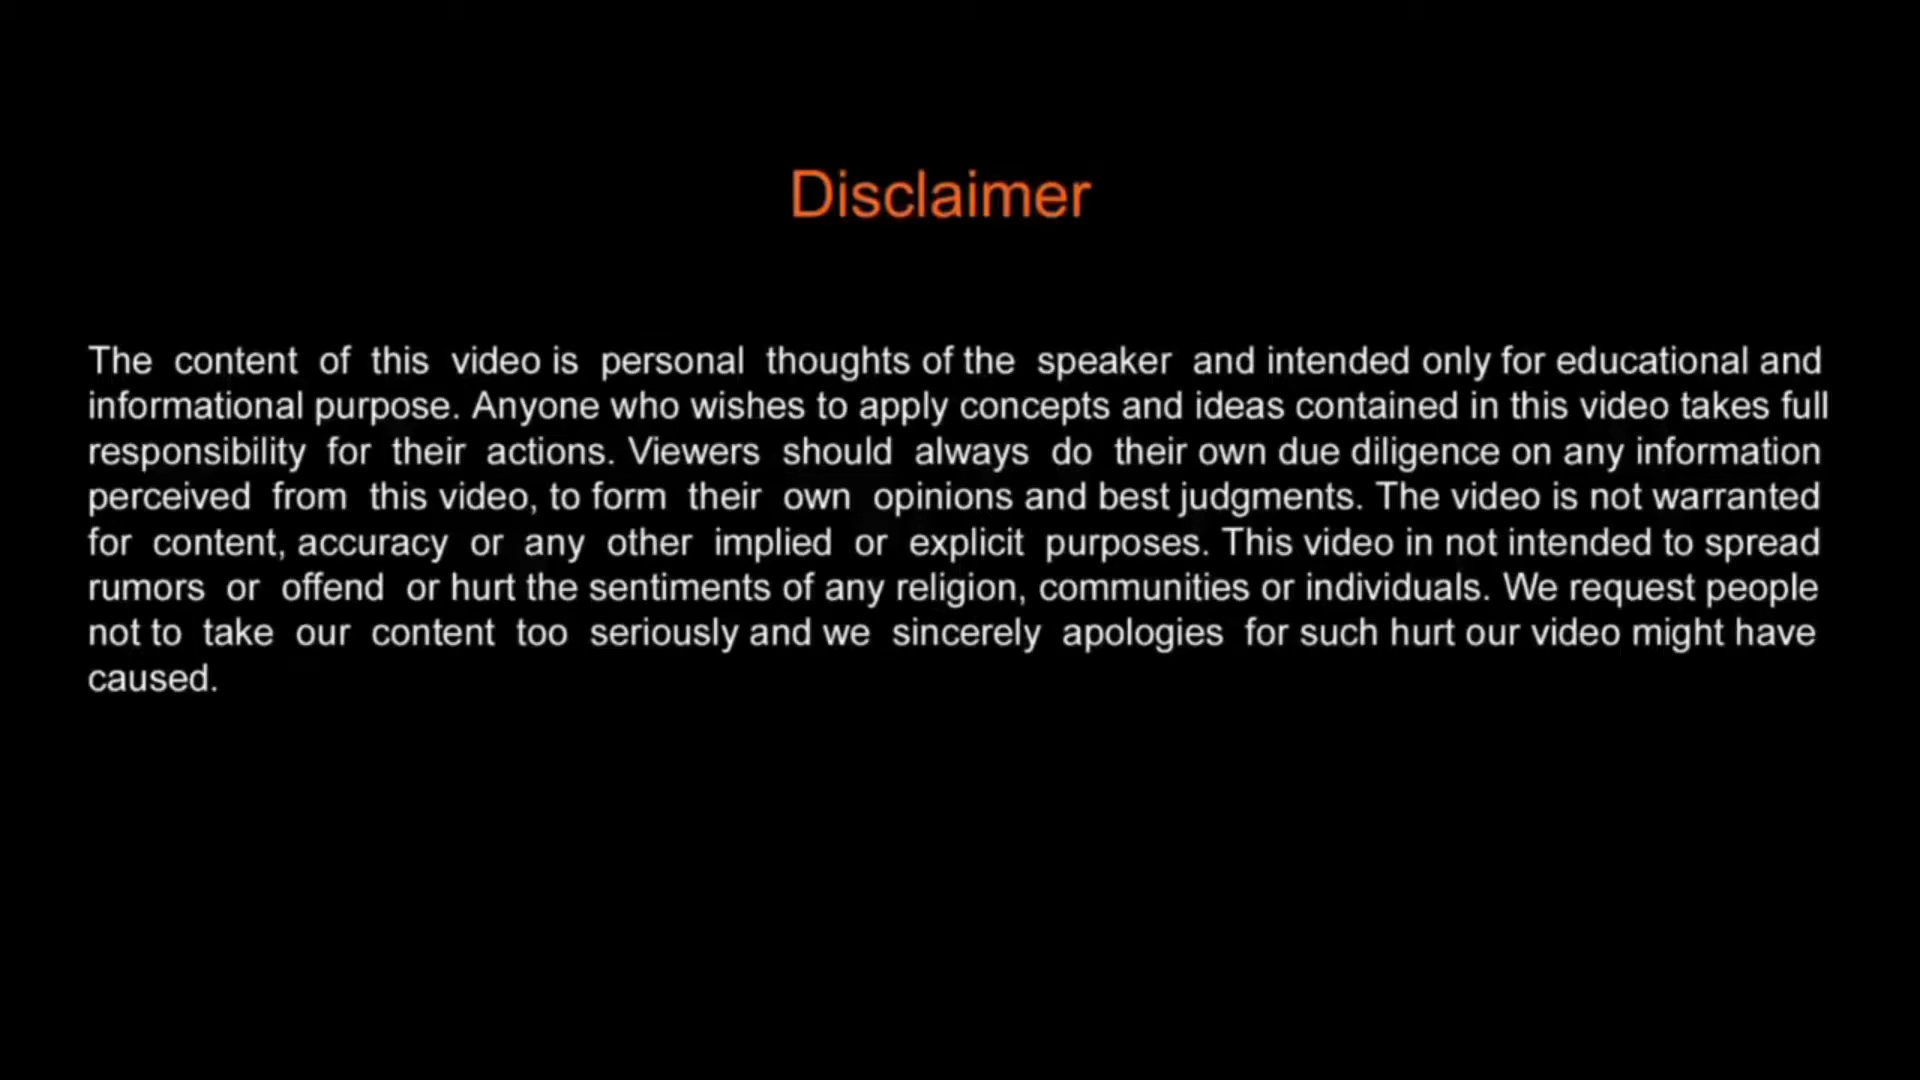 Disclaimer
The content of this video is personal thoughts of the speaker and intended only for educational and
informational purpose. Anyone who wishes to apply concepts and ideas contained in this video takes full
responsibility for their actions. Viewers should always do their own due diligence on any information
perceived from this video, to form their own opinions and best judgments. The video is not warranted
for content, accuracy or any other implied or explicit purposes. This video in not intended to spread
rumors or offend or hurt the sentiments of any religion, communities or individuals. We request people
not to take our content too seriously and we sincerely apologies for such hurt our video might have
caused.